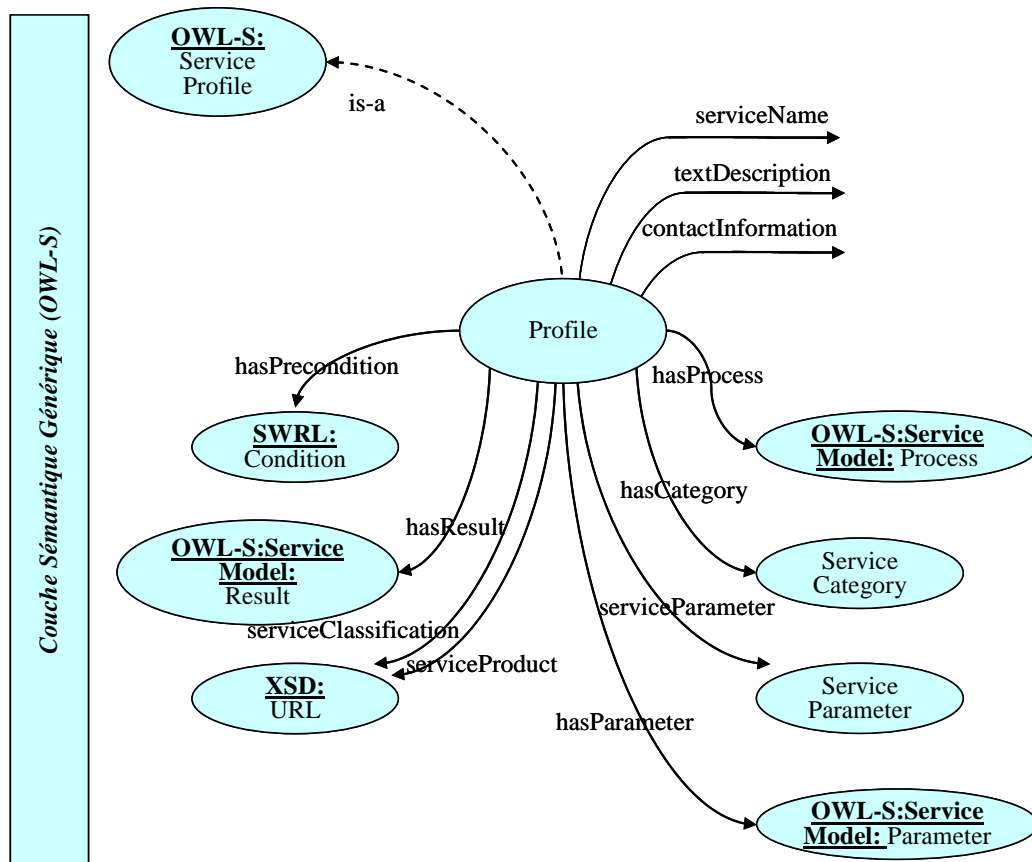 Couche Sémantique Générique (OWL-S)
OWL-S:
Service
Profile
is-a
serviceName
textDescription
contactInformation
Profile
hasPrecondition
hasProcess
SWRL:
Condition
OWL-S:Service
Model: Process
hasCategory
hasResult
OWL-S:Service
Model:
Result
Service
Category
serviceClassification
serviceParameter
serviceProduct
XSD:
URL
Service
Parameter
hasParameter
OWL-S:Service
Model: Parameter